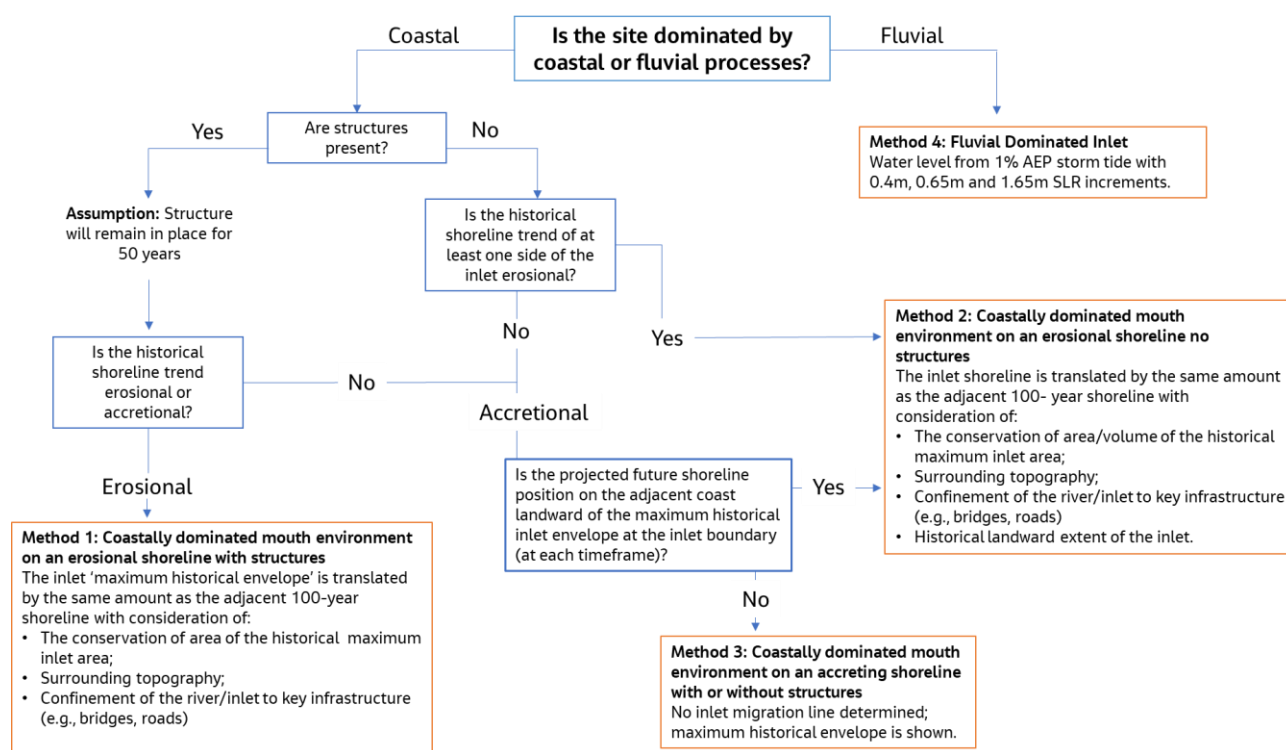 Is the site dominated by
coastal or fluvial processes?
Coastal
Fluvial
Are structures
present?
Yes
No
Method 4: Fluvial Dominated Inlet
Water level from 1% AEP storm tide with
0.4m, 0.65m and 1.65m SLR increments.
Assumption: Structure
will remain in place for
50 years
Is the historical
shoreline trend of at
least one side of the
inlet erosional?
No
Yes
Is the historical
shoreline trend
erosional or
accretional?
No
Accretional
Erosional
Method 2: Coastally dominated mouth
environment on an erosional shoreline no
structures
The inlet shoreline is translated by the same amount
as the adjacent 100- year shoreline with
consideration of:
• The conservation of area/volume of the historical
maximum inlet area;
• Surrounding topography;
• Confinement of the river/inlet to key infrastructure
(e.g., bridges, roads)
• Historical landward extent of the inlet.
Is the projected future shoreline
position on the adjacent coast
landward of the maximum historical
inlet envelope at the inlet boundary
(at each timeframe)?
Yes
No
Method 1: Coastally dominated mouth environment
on an erosional shoreline with structures
The inlet ‘maximum historical envelope’ is translated
by the same amount as the adjacent 100-year
shoreline with consideration of:
• The conservation of area of the historical maximum
inlet area;
• Surrounding topography;
• Confinement of the river/inlet to key infrastructure
(e.g., bridges, roads)
Method 3: Coastally dominated mouth
environment on an accreting shoreline
with or without structures
No inlet migration line determined;
maximum historical envelope is shown.